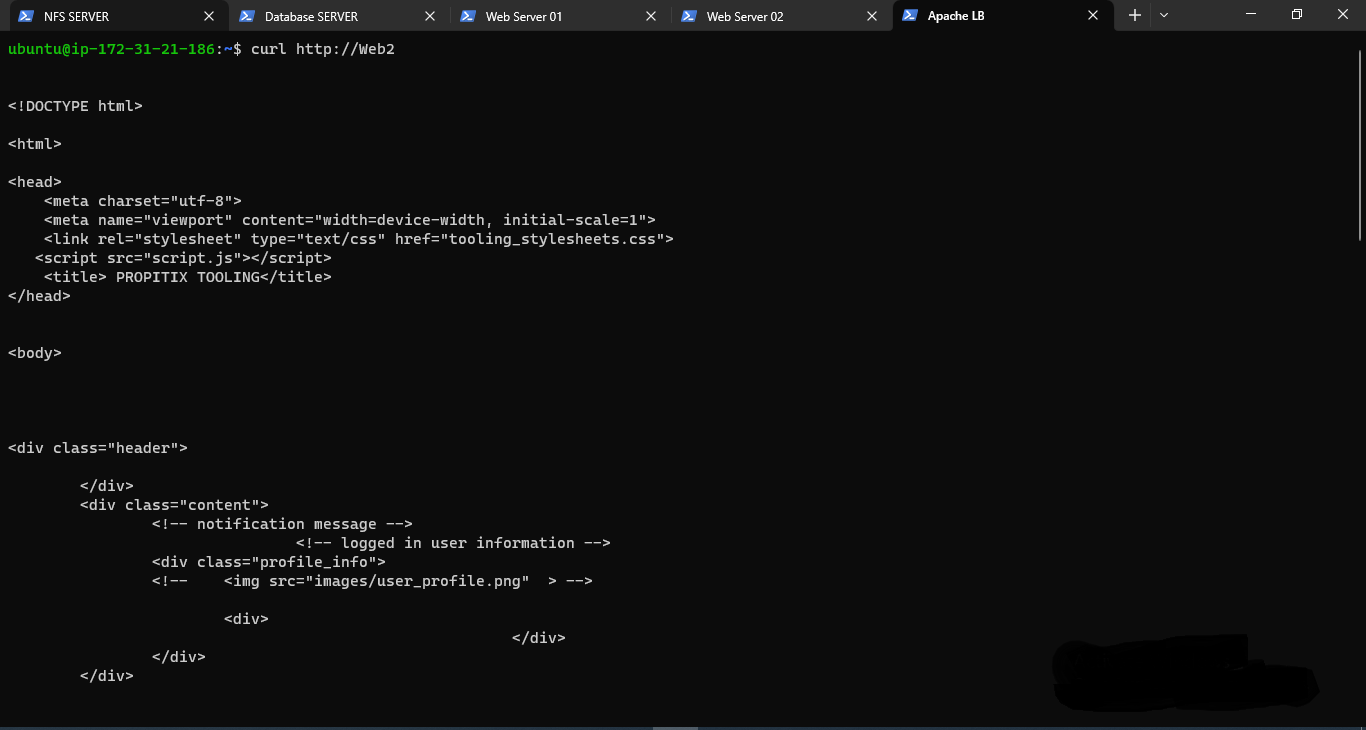 NFS SERVER
Database SERVER
Web Server 01
Web Server 02
Apache LB
ubuntu@ip-172-31-21-186:~$ curl http://Web2
<!DOCTYPE html>
<html>
<head>
    <meta charset="utf-8">
    <meta name="viewport" content="width=device-width, initial-scale=1">
    <link rel="stylesheet" type="text/css" href="tooling_stylesheets.css">
   <script src="script.js"></script>
    <title> PROPITIX TOOLING</title>
</head>
<body>
<div class="header">
        </div>
        <div class="content">
                <!-- notification message -->
                                <!-- logged in user information -->
                <div class="profile_info">
                <!--    <img src="images/user_profile.png"  > -->
                        <div>
                                                        </div>
                </div>
        </div>